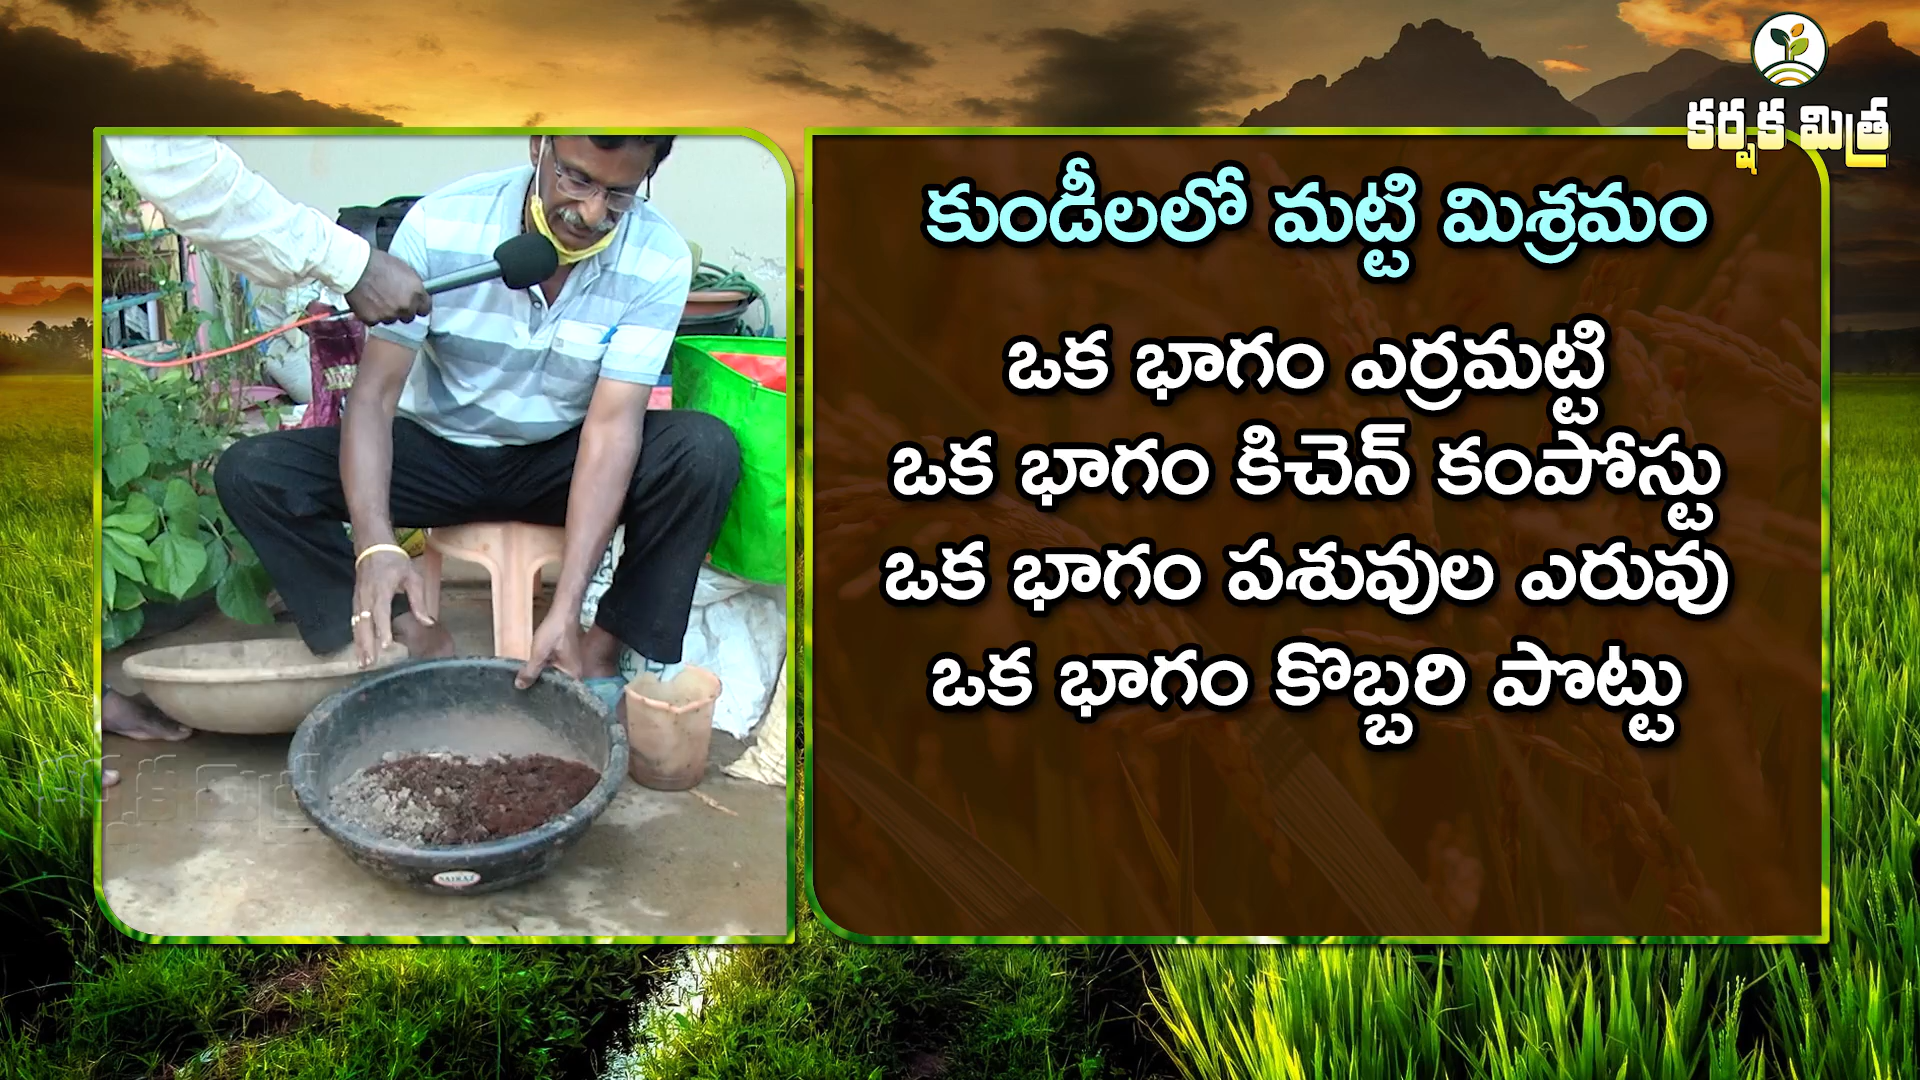 కర్షక మిత్ర
కుండీలలో మట్టి మిశ్రమం
ఒక భాగం ఎర్రమట్టి
ఒక భాగం కిచెన్ కంపోస్టు
ఒక భాగం పశువుల ఎరువు
ఒక భాగం కొబ్బరి పొట్టు